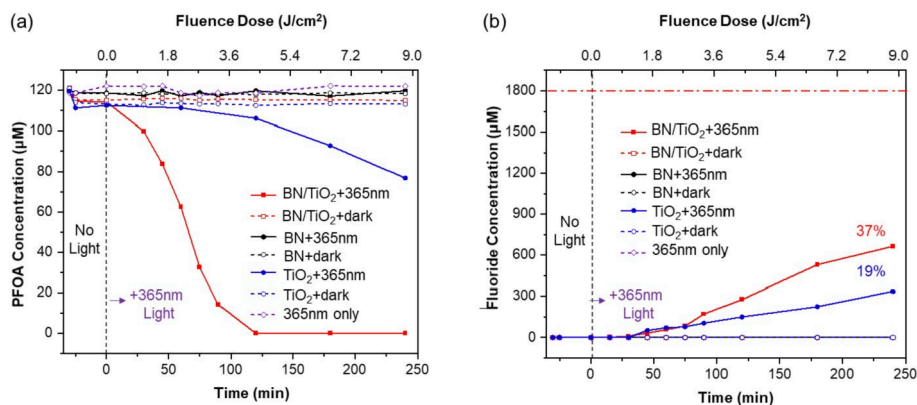 (a)
Fluence Dose (J/cm²)
0.0 1.8 3.6 5.4 7.2 9.0
PFOA Concentration (µM)
140
120
100
80
60
40
20
0
No
Light
+365nm
Light
BN/TiO₂+365nm
BN/TiO₂+dark
BN+365nm
BN+dark
TiO₂+365nm
TiO₂+dark
365nm only
0 50 100 150 200 250
Time (min)
(b)
Fluence Dose (J/cm²)
0.0 1.8 3.6 5.4 7.2 9.0
Fluoride Concentration (µM)
1800
1500
1200
900
600
300
0
No
Light
+365nm
Light
BN/TiO₂+365nm
BN/TiO₂+dark
BN+365nm
BN+dark
TiO₂+365nm
TiO₂+dark
365nm only
37%
19%
0 50 100 150 200 250
Time (min)